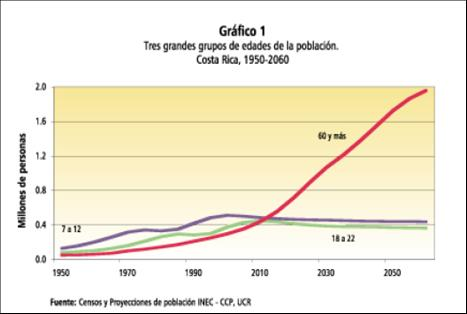 Gráfico 1
Tres grandes grupos de edades de la población.
Costa Rica, 1950-2060
Millones de personas
2.0
1.6
1.2
0.8
0.4
0.0
60 y más
7 a 12
18 a 22
1950
1970
1990
2010
2030
2050
Fuente: Censos y Proyecciones de población INEC - CCP, UCR